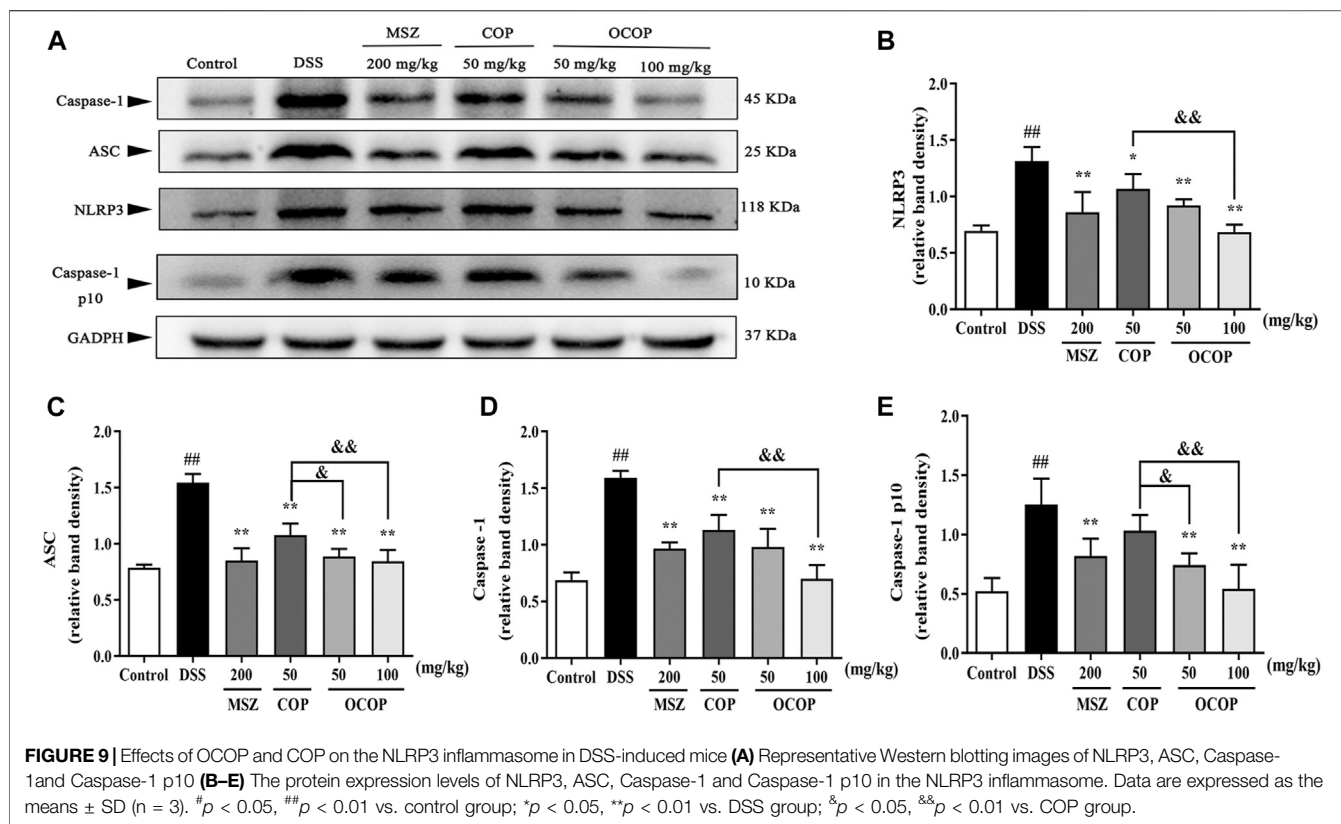 A
MSZ COP OCOP
Control DSS 200 mg/kg 50 mg/kg 50 mg/kg 100 mg/kg
Caspase-1 45 KDa
ASC 25 KDa
NLRP3 118 KDa
Caspase-1
p10 10 KDa
GADPH 37 KDa
B
NLRP3
(relative band density)
2.0
1.5
1.0
0.5
0.0
##
**
*
**
**
&&
Control DSS 200 50 50 100 (mg/kg)
MSZ COP OCOP
C
ASC
(relative band density)
2.0
1.5
1.0
0.5
0.0
##
**
**
**
**
&
&&
Control DSS 200 50 50 100 (mg/kg)
MSZ COP OCOP
D
Caspase -1
(relative band density)
2.0
1.5
1.0
0.5
0.0
##
**
**
**
**
&&
Control DSS 200 50 50 100 (mg/kg)
MSZ COP OCOP
E
Caspase-1 p10
(relative band density)
2.0
1.5
1.0
0.5
0.0
##
**
**
**
&
&&
Control DSS 200 50 50 100 (mg/kg)
MSZ COP OCOP
FIGURE 9 | Effects of OCOP and COP on the NLRP3 inflammasome in DSS-induced mice (A) Representative Western blotting images of NLRP3, ASC, Caspase-
1and Caspase-1 p10 (B–E) The protein expression levels of NLRP3, ASC, Caspase-1 and Caspase-1 p10 in the NLRP3 inflammasome. Data are expressed as the
means ± SD (n = 3). #p < 0.05, ##p < 0.01 vs. control group; *p < 0.05, **p < 0.01 vs. DSS group; &p < 0.05, &&p < 0.01 vs. COP group.